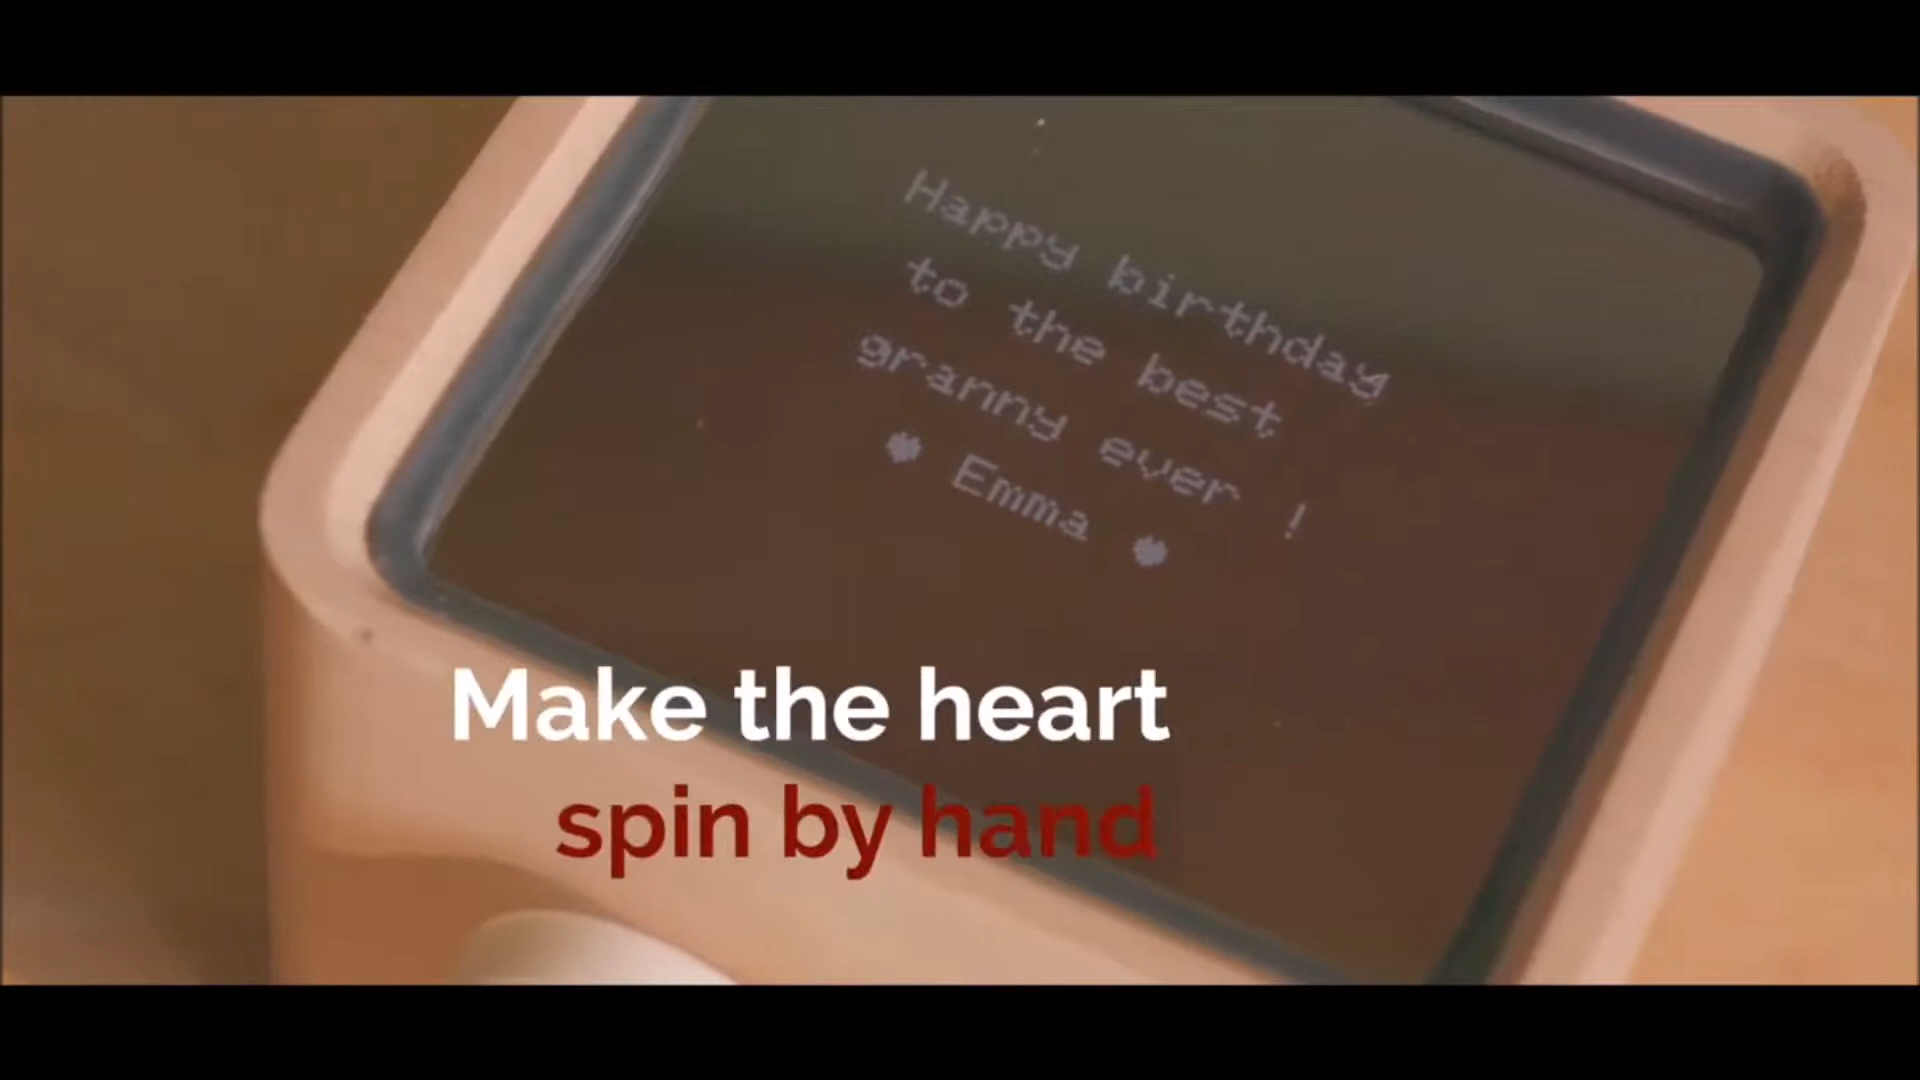 Happy birthday
to the best
granny ever !
♥ Emma ♥
Make the heart
spin by hand